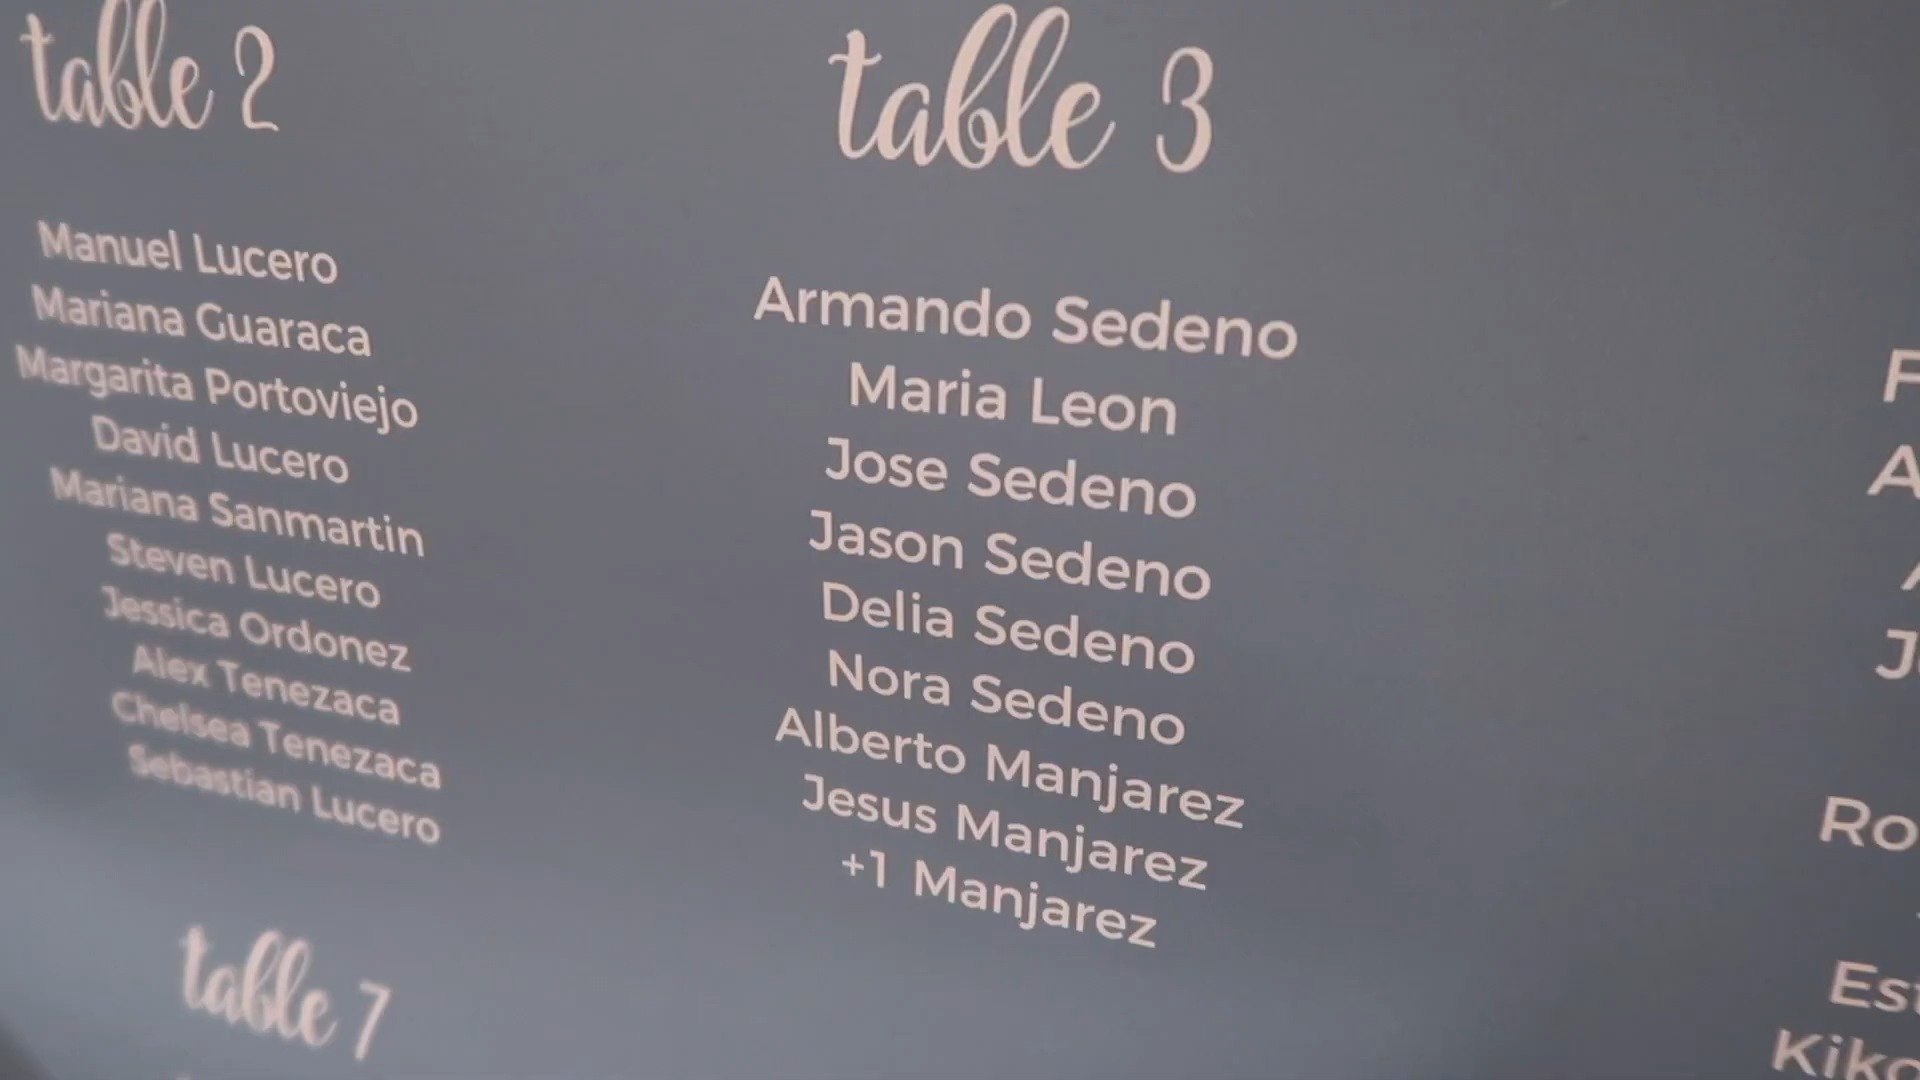 table 2
Manuel Lucero
Mariana Guaraca
Margarita Portoviejo
David Lucero
Mariana Sanmartin
Steven Lucero
Jessica Ordonez
Alex Tenezaca
Chelsea Tenezaca
Sebastian Lucero
table 7
table 3
Armando Sedeno
Maria Leon
Jose Sedeno
Jason Sedeno
Delia Sedeno
Nora Sedeno
Alberto Manjarez
Jesus Manjarez
+1 Manjarez